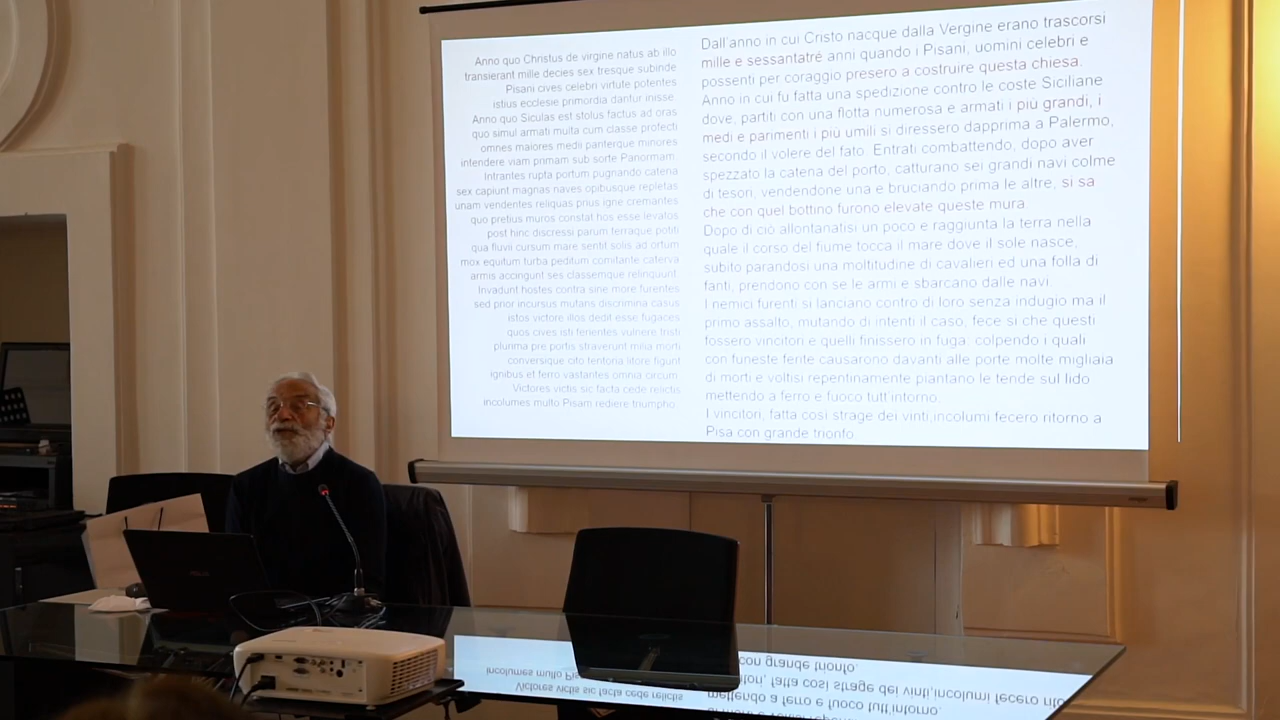 Anno quo Christus de virgine natus ab illo
transierant mille decies sex tresque subinde
Pisani cives celebri virtute potentes
istius ecclesie primordia dantur inisse.
Anno quo Siculas est stolus factus ad oras
quo simul armati multa cum classe profecti
omnes maiores medii pariterque minores
intendere viam primam sub sorte Panormam.
Intrantes rupta portum pugnando catena
sex capiunt magnas naves opibusque repletas
unam vendentes reliquas prius igne cremantes
quo pretius muros constat hos esse levatos
post hinc discressi parum terraque potiti
qua fluvii cursum mare sentit solis ad ortum
mox equitum turba peditum comitante caterva
armis accingunt ses classemque relinquunt.
Invadunt hostes contra sine more furentes
sed prior incursus mutans discrimina casus
istos victore illos dedit esse fugaces
quos cives isti ferientes vulnere tristi
plurima pre portis straverunt milia morti
conversique cito tentoria litore figunt
ignibus et ferro vastantes omnia circum.
Victores victis sic facta cede relictis
incolumes multo Pisam rediere triumpho.
Dall'anno in cui Cristo nacque dalla Vergine erano trascorsi
mille e sessantatré anni quando i Pisani, uomini celebri e
possenti per coraggio presero a costruire questa chiesa.
Anno in cui fu fatta una spedizione contro le coste Siciliane
dove, partiti con una flotta numerosa e armati i più grandi, i
medi e parimenti i più umili si diressero dapprima a Palermo,
secondo il volere del fato. Entrati combattendo, dopo aver
spezzato la catena del porto, catturano sei grandi navi colme
di tesori, vendendone una e bruciando prima le altre, si sa
che con quel bottino furono elevate queste mura
Dopo di ciò allontanatisi un poco e raggiunta la terra nella
quale il corso del fiume tocca il mare dove il sole nasce,
subito parandosi una moltitudine di cavalieri ed una folla di
fanti, prendono con se le armi e sbarcano dalle navi.
I nemici furenti si lanciano contro di loro senza indugio ma il
primo assalto, mutando di intenti il caso, fece si che questi
fossero vincitori e quelli finissero in fuga: colpendo i quali
con funeste ferite causarono davanti alle porte molte migliaia
di morti e voltisi repentinamente piantano le tende sul lido
mettendo a ferro e fuoco tutt'intorno.
I vincitori, fatta così strage dei vinti,incolumi fecero ritorno a
Pisa con grande trionfo.